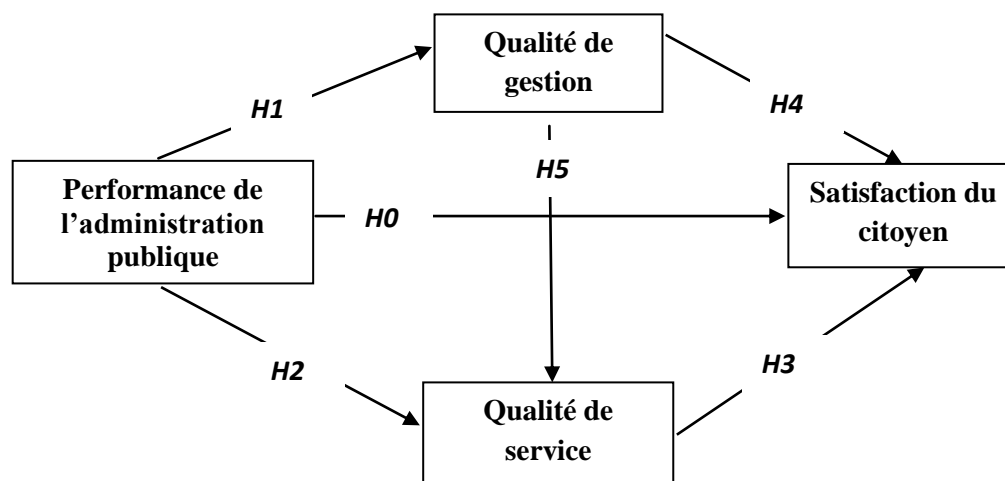 Qualité de
gestion
H1
H4
Performance de
l’administration
publique
H5
H0
Satisfaction du
citoyen
H2
H3
Qualité de
service